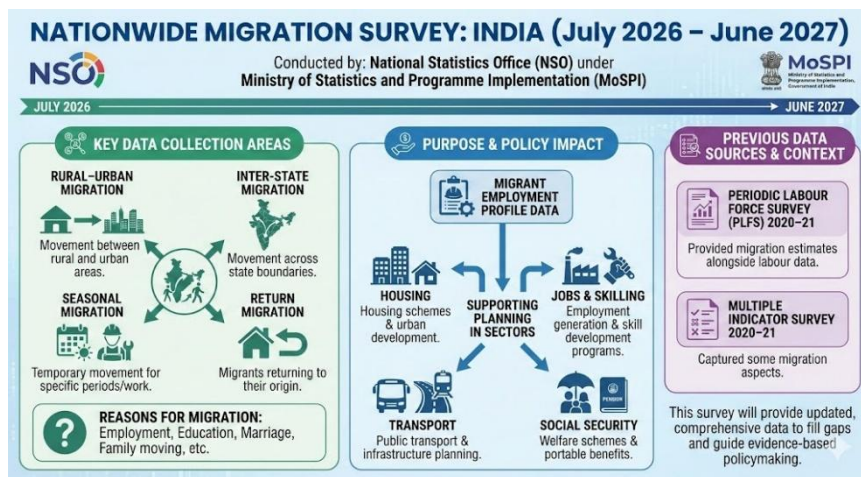 NATIONWIDE MIGRATION SURVEY: INDIA (July 2026 – June 2027)
NSO
Conducted by: National Statistics Office (NSO) under
Ministry of Statistics and Programme Implementation (MoSPI)
MoSPI
Ministry of Statistics and
Programme Implementation,
Government of India
JULY 2026
JUNE 2027
KEY DATA COLLECTION AREAS
RURAL–URBAN
MIGRATION
Movement between
rural and urban
areas.
INTER-STATE
MIGRATION
Movement across
state boundaries.
SEASONAL
MIGRATION
Temporary movement for
specific periods/work.
RETURN
MIGRATION
Migrants returning to
their origin.
?
REASONS FOR MIGRATION:
Employment, Education, Marriage,
Family moving, etc.
PURPOSE & POLICY IMPACT
MIGRANT
EMPLOYMENT
PROFILE DATA
HOUSING
Housing schemes &
urban development.
SUPPORTING
PLANNING
IN SECTORS
JOBS & SKILLING
Employment
generation & skill
development
programs.
TRANSPORT
Public transport &
infrastructure planning.
PENSION
SOCIAL SECURITY
Welfare schemes &
portable benefits.
PREVIOUS DATA
SOURCES & CONTEXT
PERIODIC LABOUR
FORCE SURVEY
(PLFS) 2020–21
Provided migration estimates
alongside labour data.
MULTIPLE
INDICATOR SURVEY
2020–21
Captured some migration
aspects.
This survey will provide updated,
comprehensive data to fill gaps
and guide evidence-based
policymaking.